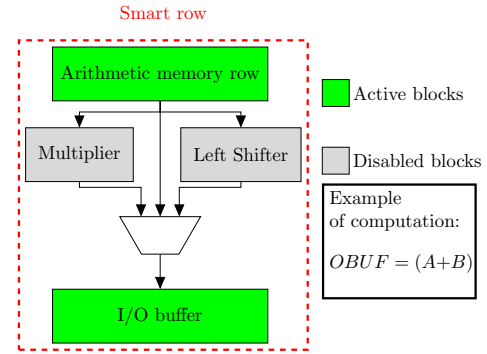 Smart row
Arithmetic memory row
Active blocks
Multiplier
Left Shifter
Disabled blocks
Example
of computation:
OBUF = (A+B)
I/O buffer